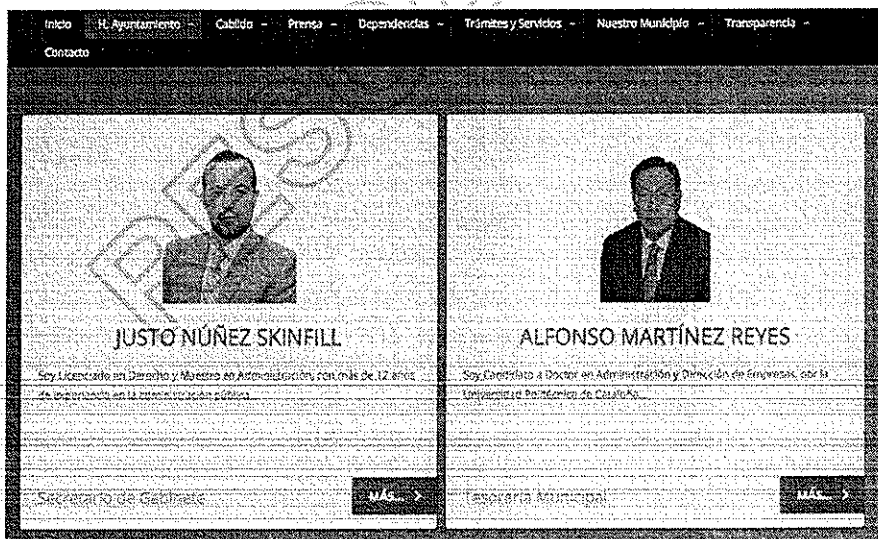 Inicio H. Ayuntamiento Cabildo Prensa Dependencias Trámites y Servicios Nuestro Municipio Transparencia
Contacto
JUSTO NÚÑEZ SKINFILL
Soy Licenciado en Derecho y Maestro en Administración, con más de 12 años
de experiencia en la administración pública...
Secretario de Gabinete
MÁS... >
ALFONSO MARTÍNEZ REYES
Soy Candidato a Doctor en Administración y Dirección de Empresas, por la
Universidad Politécnica de Cataluña...
Tesorería Municipal
MÁS... >